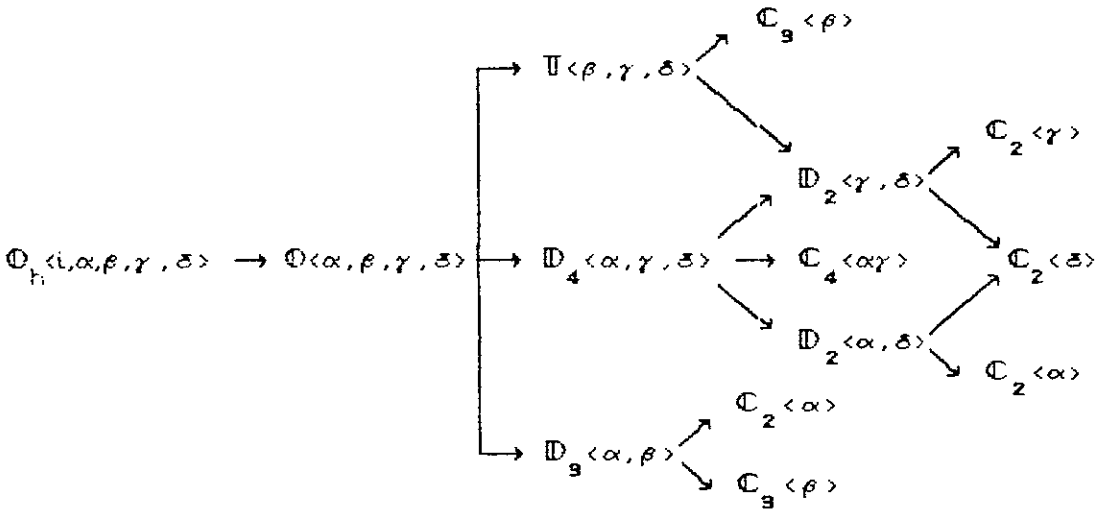 ℂ₃<β>
𝕋<β,γ,δ>
ℂ₂<γ>
𝔻₂<γ,δ>
𝕆ₕ<i,α,β,γ,δ> → 𝕆<α,β,γ,δ> → 𝔻₄<α,γ,δ> → ℂ₄<αγ> ℂ₂<δ>
𝔻₂<α,δ>
ℂ₂<α>
ℂ₂<α>
𝔻₃<α,β>
ℂ₃<β>